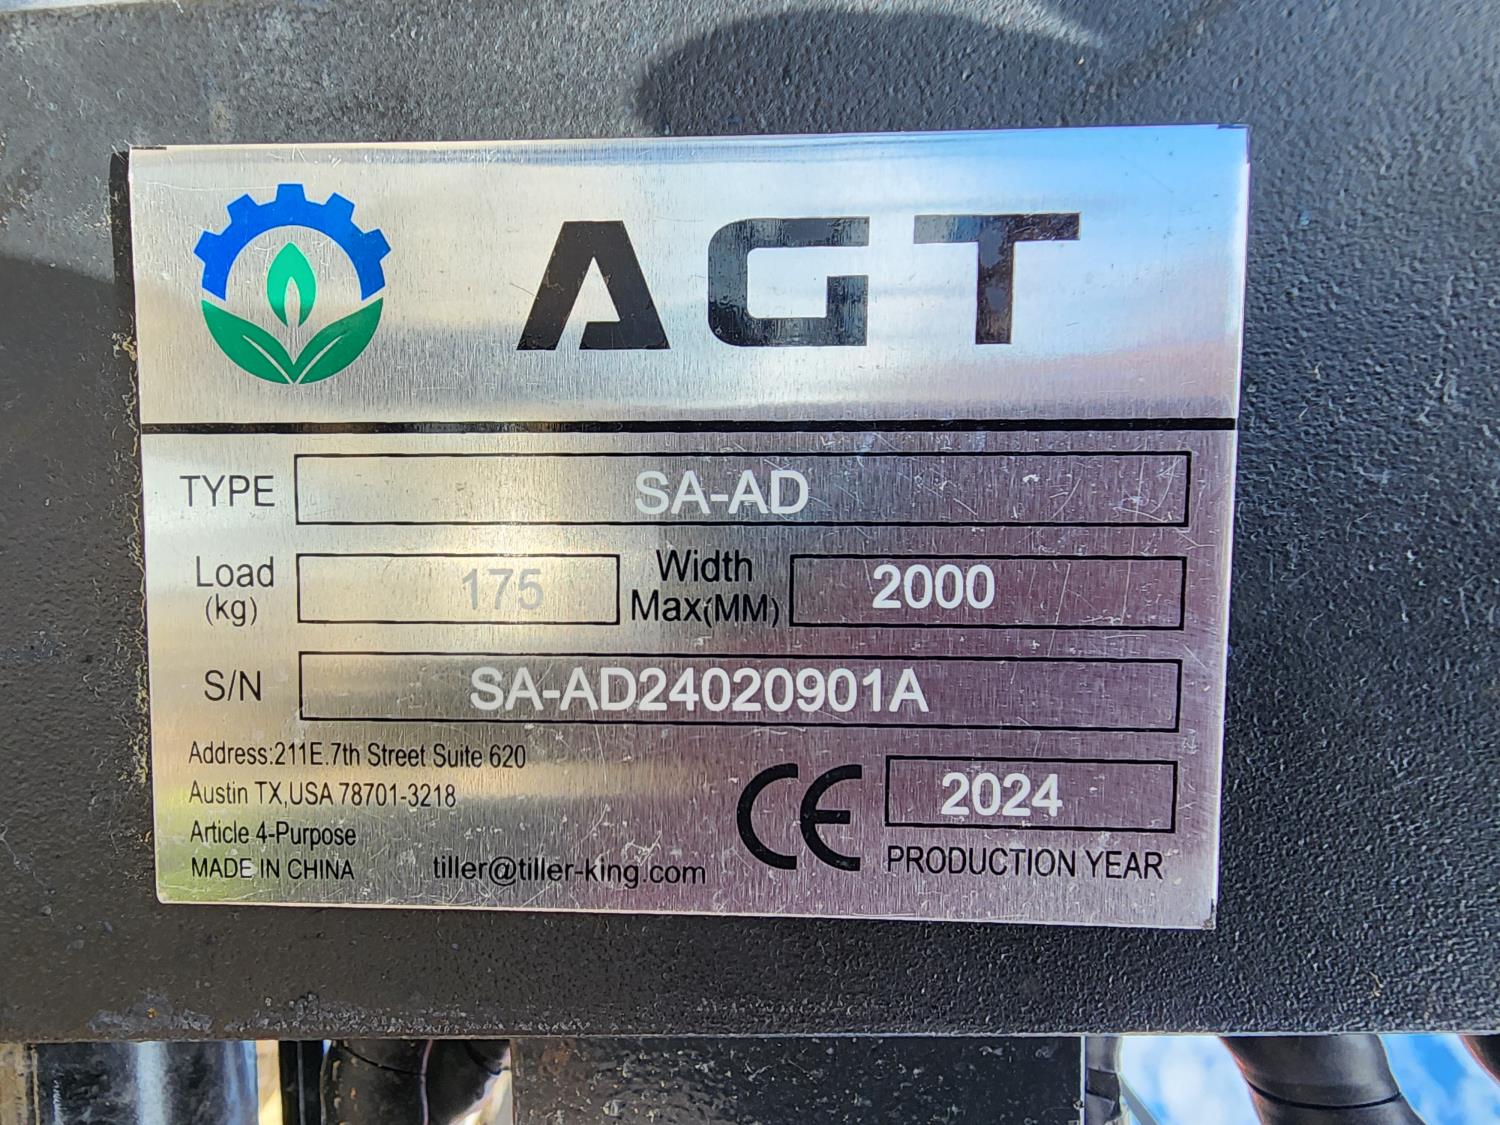 AGT
TYPE SA-AD
Load (kg) 175 Width Max(MM) 2000
S/N SA-AD24020901A
Address:211E.7th Street Suite 620
Austin TX,USA 78701-3218
Article 4-Purpose
MADE IN CHINA
tiller@tiller-king.com
CE
2024
PRODUCTION YEAR